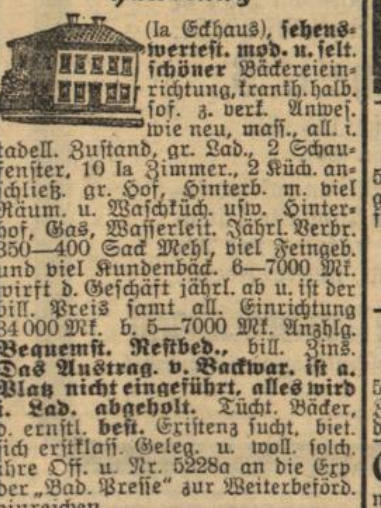 (Ia Eckhaus), sehens-
wertest. mod. u. selt.
schöner Bäckereiein-
richtung, krankh. halb.
sof. z. verk. Anwes.
wie neu, mass., all. i.
tadell. Zustand, gr. Lad., 2 Schau-
fenster, 10 Ia Zimmer., 2 Küch. an-
schließ. gr. Hof, Hinterb. m. viel
Räum. u. Waschküch. usw. Hinter-
hof, Gas, Wasserleit. Jährl. Verbr.
350—400 Sack Mehl, viel Feingeb.
und viel Kundenbäck. 6—7000 Mk.
wirft d. Geschäft jährl. ab u. ist der
bill. Preis samt all. Einrichtung
34 000 Mk. b. 5—7000 Mk. Anzhlg.
Bequemst. Restbed., bill. Zins.
Das Austrag. v. Backwar. ist a.
Platz nicht eingeführt, alles wird
i. Lad. abgeholt. Tücht. Bäcker,
d. ernstl. best. Existenz sucht, biet.
sich erstklass. Geleg. u. woll. solch.
ihre Off. u. Nr. 5228a an die Exp
der „Bad. Presse" zur Weiterbeförd.
einreichen